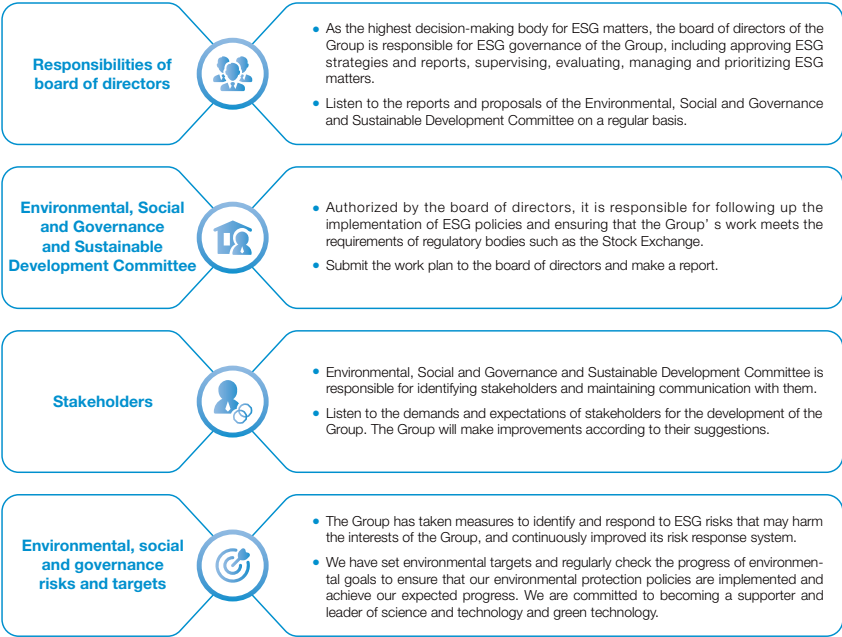 Responsibilities of
board of directors
• As the highest decision-making body for ESG matters, the board of directors of the
Group is responsible for ESG governance of the Group, including approving ESG
strategies and reports, supervising, evaluating, managing and prioritizing ESG
matters.
• Listen to the reports and proposals of the Environmental, Social and Governance
and Sustainable Development Committee on a regular basis.
Environmental, Social
and Governance
and Sustainable
Development Committee
• Authorized by the board of directors, it is responsible for following up the
implementation of ESG policies and ensuring that the Group’ s work meets the
requirements of regulatory bodies such as the Stock Exchange.
• Submit the work plan to the board of directors and make a report.
Stakeholders
• Environmental, Social and Governance and Sustainable Development Committee is
responsible for identifying stakeholders and maintaining communication with them.
• Listen to the demands and expectations of stakeholders for the development of the
Group. The Group will make improvements according to their suggestions.
Environmental, social
and governance
risks and targets
• The Group has taken measures to identify and respond to ESG risks that may harm
the interests of the Group, and continuously improved its risk response system.
• We have set environmental targets and regularly check the progress of environmen-
tal goals to ensure that our environmental protection policies are implemented and
achieve our expected progress. We are committed to becoming a supporter and
leader of science and technology and green technology.